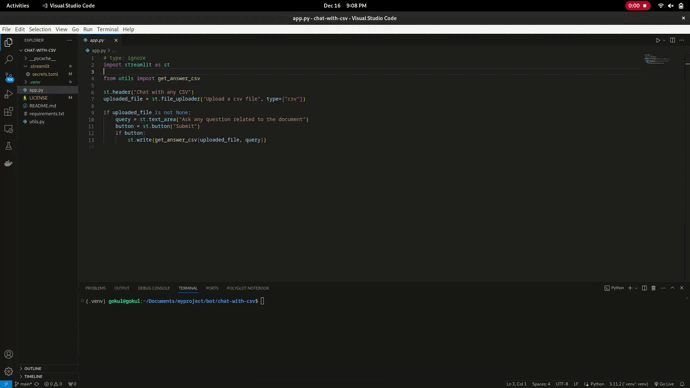 Activities
Visual Studio Code
Dec 16 9:08 PM
0:00
app.py - chat-with-csv - Visual Studio Code
File Edit Selection View Go Run Terminal Help
EXPLORER
CHAT-WITH-CSV
__pycache__
.streamlit
secrets.toml M
.venv
app.py
LICENSE M
README.md
requirements.txt
utils.py
OUTLINE
TIMELINE
app.py
app.py > ...
1 # Type: ignore
2 import streamlit as st
3
4 from utils import get_answer_csv
5
6 st.header("Chat with any CSV")
7 uploaded_file = st.file_uploader("Upload a csv file", type=["csv"])
8
9 if uploaded_file is not None:
10 query = st.text_area("Ask any question related to the document")
11 button = st.button("Submit")
12 if button:
13 st.write(get_answer_csv(uploaded_file, query))
14
PROBLEMS OUTPUT DEBUG CONSOLE TERMINAL PORTS POLYGLOT NOTEBOOK
Python
(.venv) gokul@gokul:~/Documents/myproject/bot/chat-with-csv$
main*
0 0
0
Ln 3, Col 1 Spaces: 4 UTF-8 LF Python 3.11.2 ('.venv': venv) Go Live